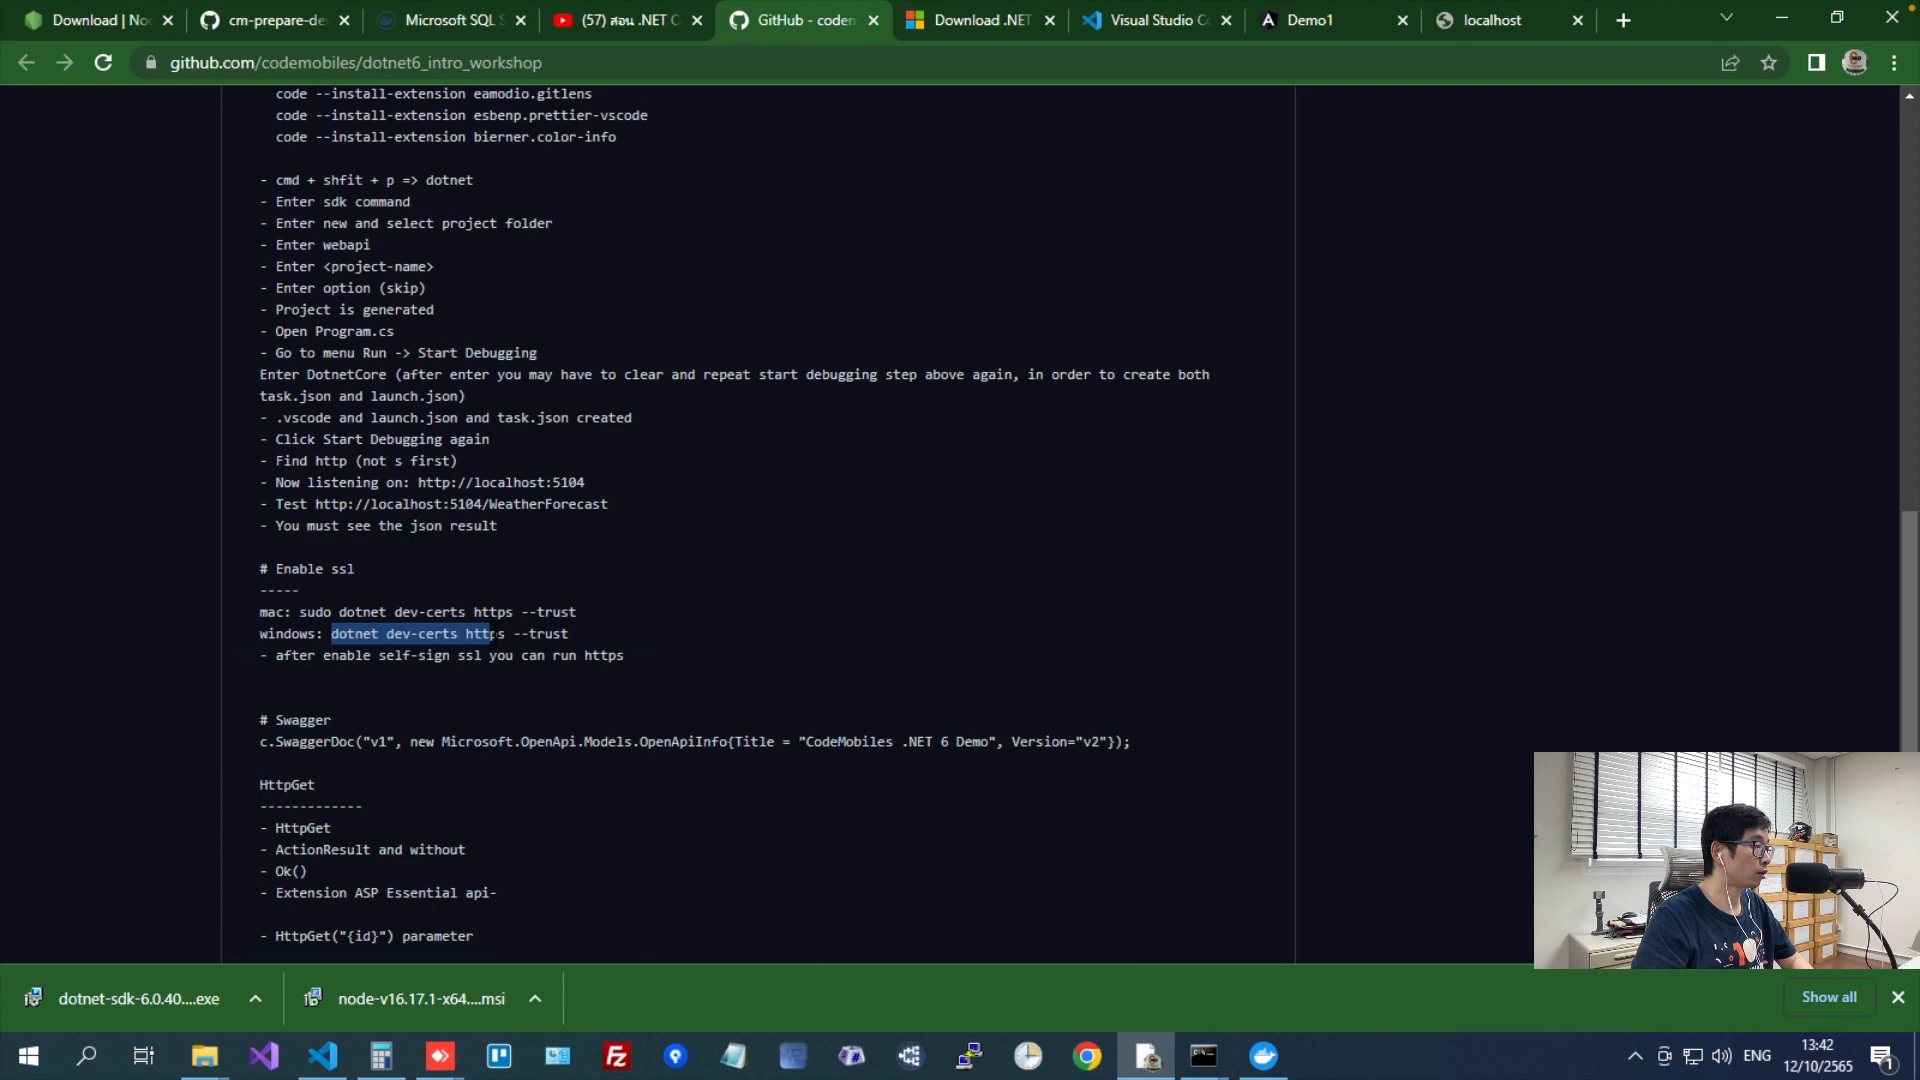 Download | No
cm-prepare-de
Microsoft SQL S
(57) สอน .NET C
GitHub - codem
Download .NET
Visual Studio Co
Demo1
localhost
github.com/codemobiles/dotnet6_intro_workshop
code --install-extension eamodio.gitlens
code --install-extension esbenp.prettier-vscode
code --install-extension bierner.color-info
- cmd + shfit + p => dotnet
- Enter sdk command
- Enter new and select project folder
- Enter webapi
- Enter <project-name>
- Enter option (skip)
- Project is generated
- Open Program.cs
- Go to menu Run -> Start Debugging
Enter DotnetCore (after enter you may have to clear and repeat start debugging step above again, in order to create both
task.json and launch.json)
- .vscode and launch.json and task.json created
- Click Start Debugging again
- Find http (not s first)
- Now listening on: http://localhost:5104
- Test http://localhost:5104/WeatherForecast
- You must see the json result
# Enable ssl
-----
mac: sudo dotnet dev-certs https --trust
windows: dotnet dev-certs https --trust
- after enable self-sign ssl you can run https
# Swagger
c.SwaggerDoc("v1", new Microsoft.OpenApi.Models.OpenApiInfo{Title = "CodeMobiles .NET 6 Demo", Version="v2"});
HttpGet
-------------
- HttpGet
- ActionResult and without
- Ok()
- Extension ASP Essential api-
- HttpGet("{id}") parameter
dotnet-sdk-6.0.40....exe
node-v16.17.1-x64....msi
Show all
ENG
13:42
12/10/2565
1